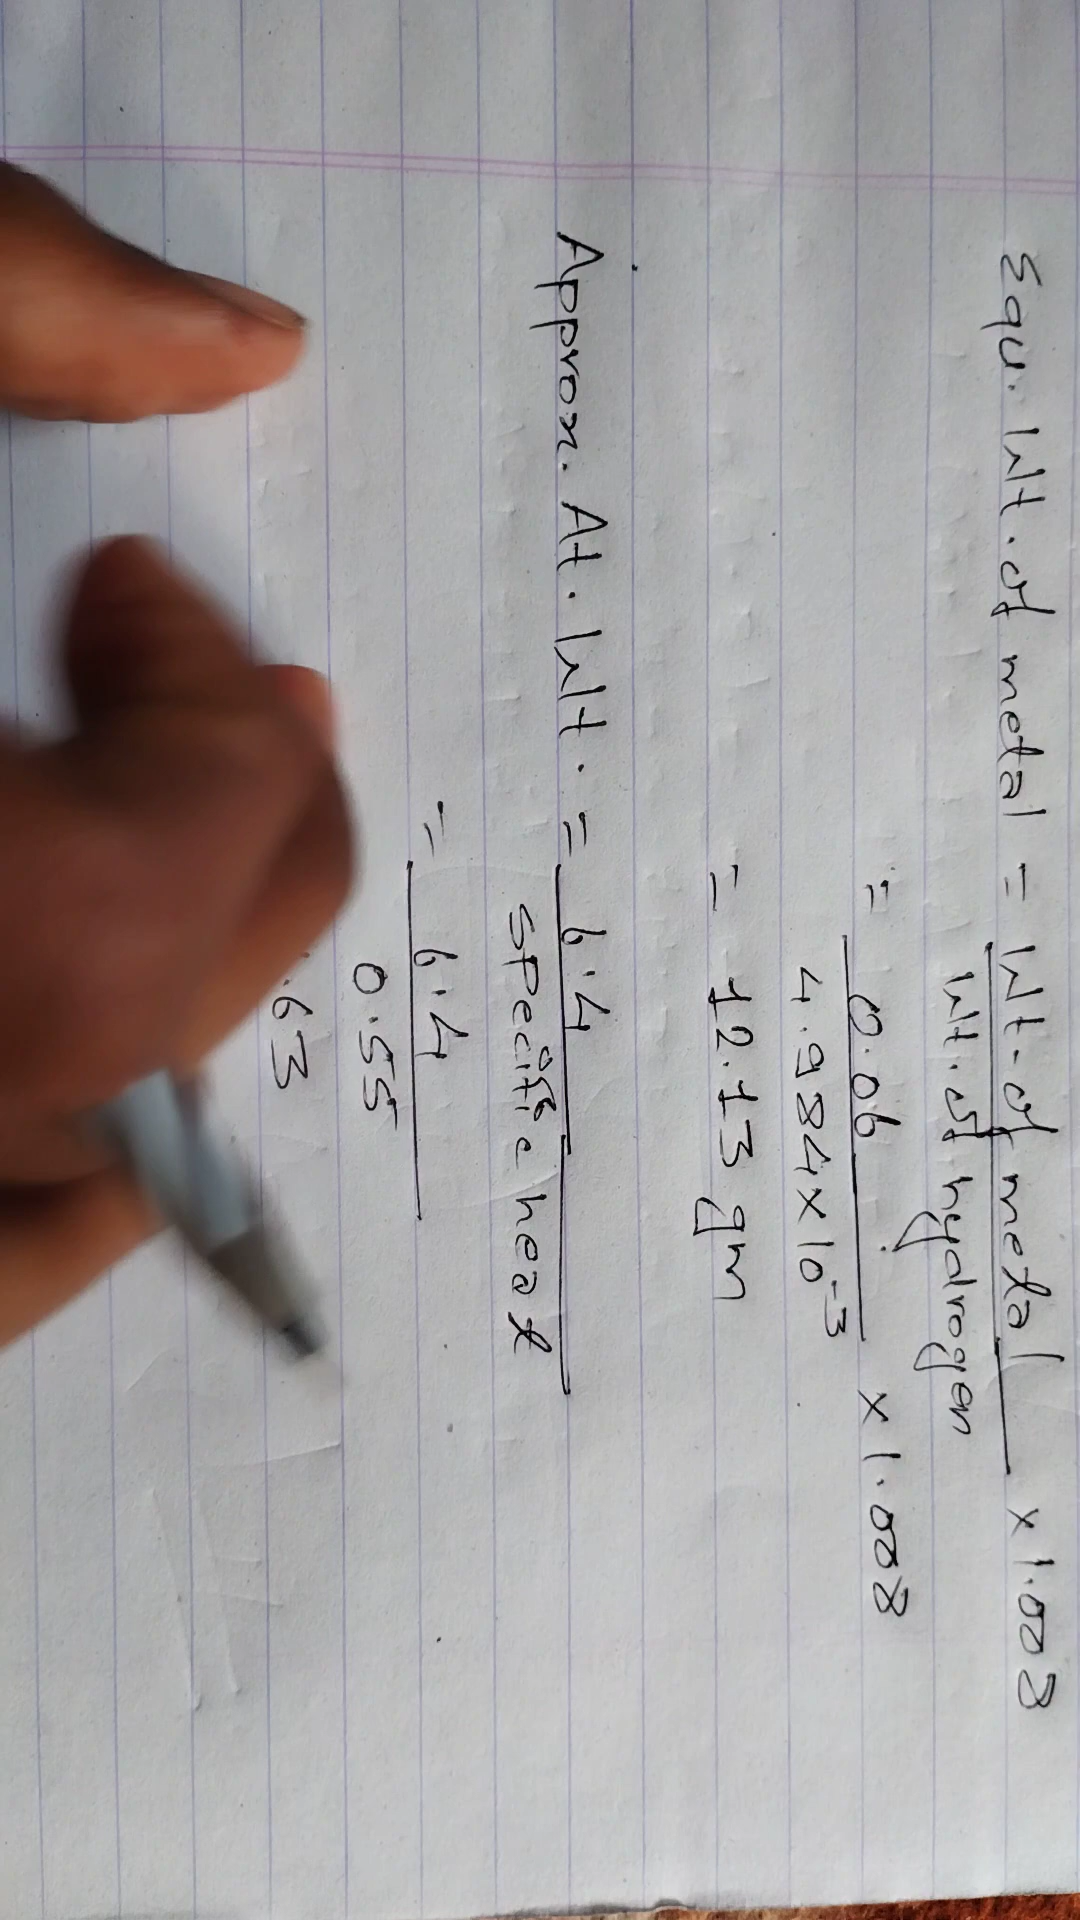 Equ. Wt. of metal = Wt. of metal × 1.008
Wt. of hydrogen
= 0.06 × 1.008
4.984×10⁻³
= 12.13 gm
Approx. At. Wt. = 6.4
Specific heat
= 6.4
0.55
.63